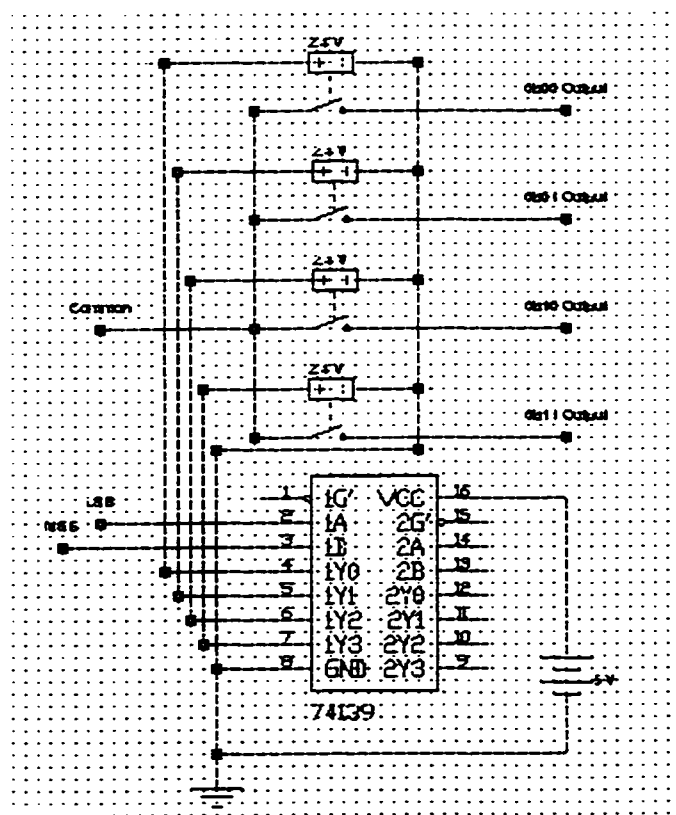 2.5V
0b00 Output
2.5V
0b01 Output
2.5V
0b10 Output
Common
2.5V
0b11 Output
LSB
MSB
1 1G' VCC 16
2 1A 2G' 15
3 1B 2A 14
4 1Y0 2B 13
5 1Y1 2Y0 12
6 1Y2 2Y1 11
7 1Y3 2Y2 10
8 GND 2Y3 9
5V
74139